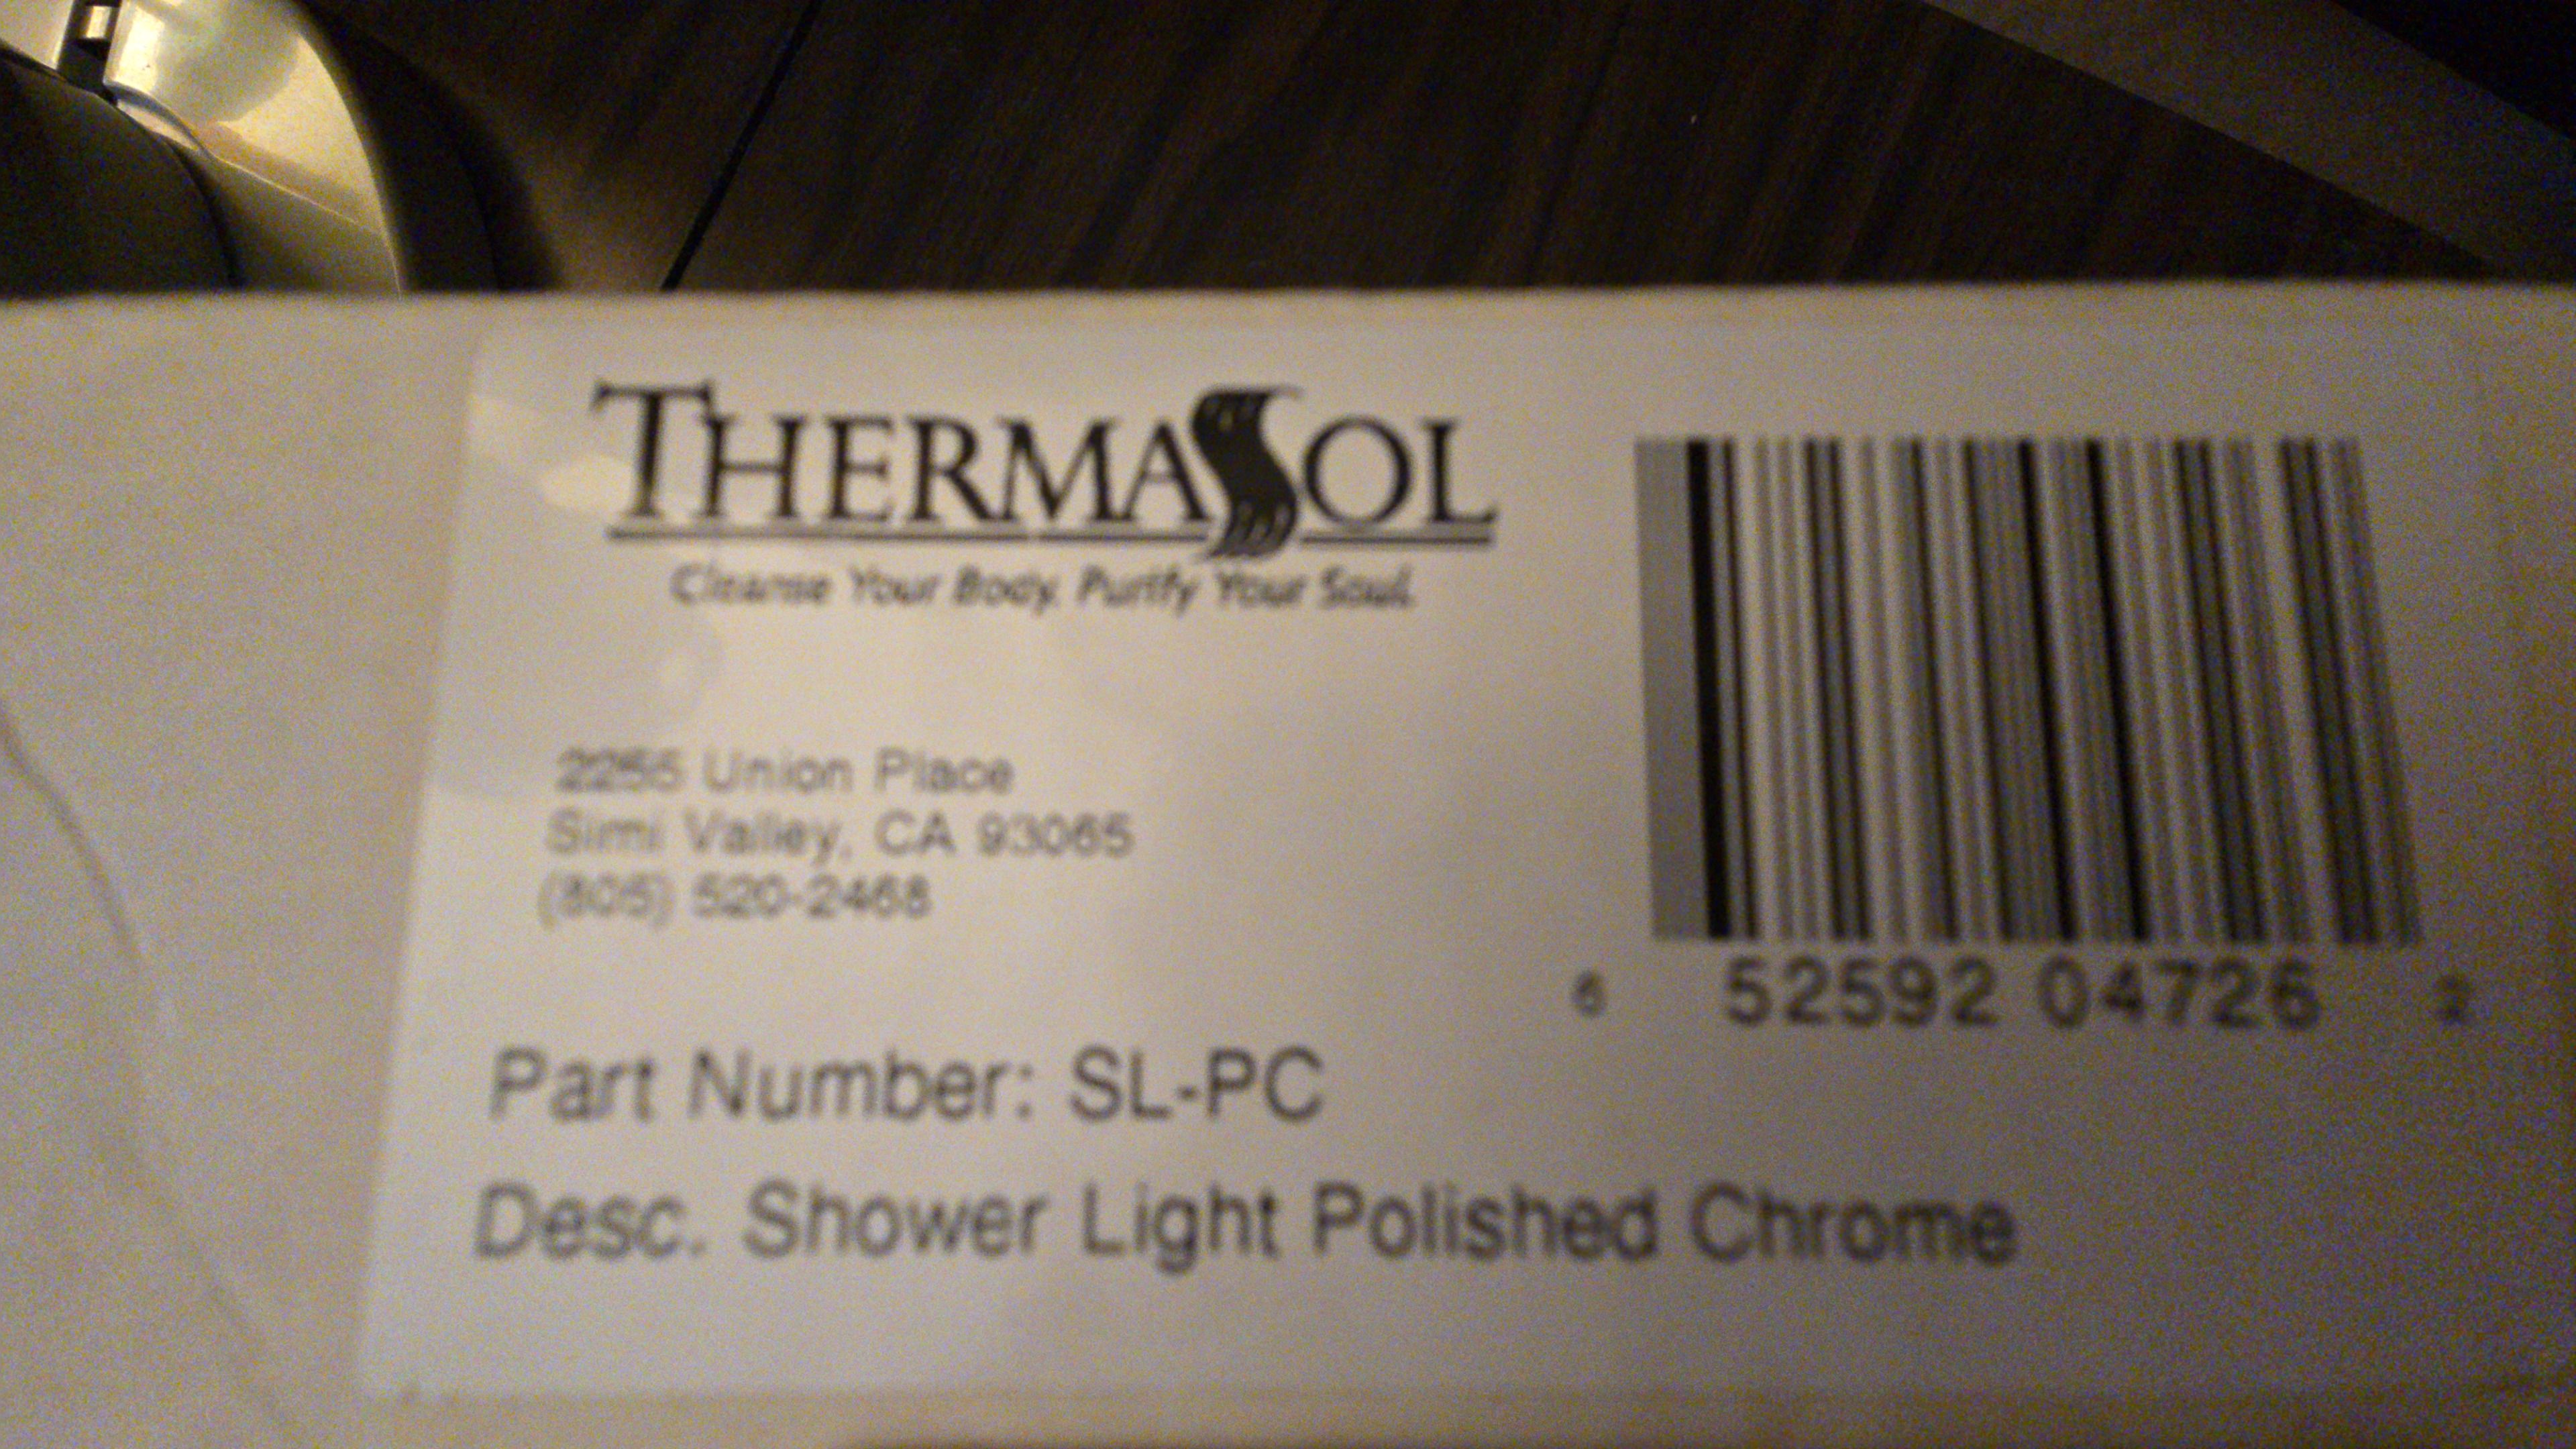 THERMASOL
Cleanse Your Body. Purify Your Soul.
2255 Union Place
Simi Valley, CA 93065
(805) 520-2468
6 52592 04726 2
Part Number: SL-PC
Desc. Shower Light Polished Chrome